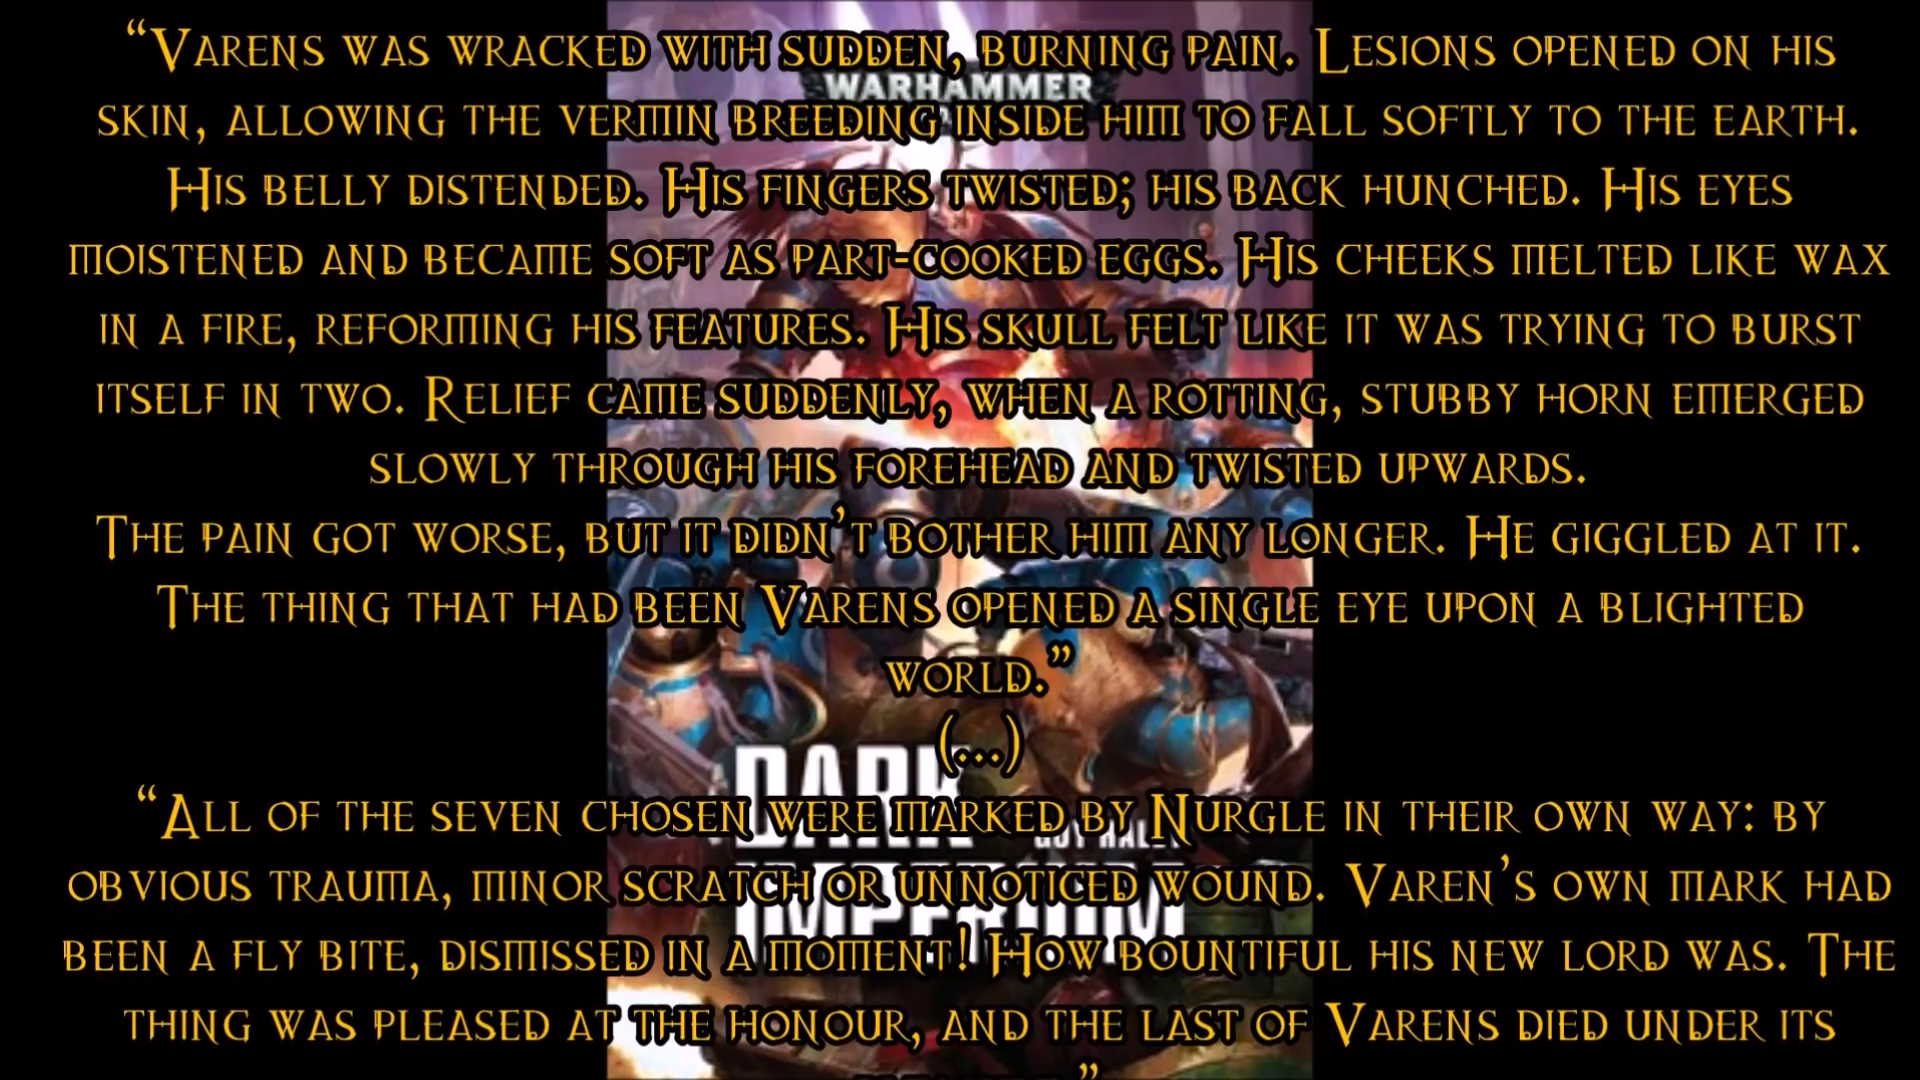 “Varens was wracked with sudden, burning pain. Lesions opened on his
skin, allowing the vermin breeding inside him to fall softly to the earth.
His belly distended. His fingers twisted; his back hunched. His eyes
moistened and became soft as part-cooked eggs. His cheeks melted like wax
in a fire, reforming his features. His skull felt like it was trying to burst
itself in two. Relief came suddenly, when a rotting, stubby horn emerged
slowly through his forehead and twisted upwards.
The pain got worse, but it didn’t bother him any longer. He giggled at it.
The thing that had been Varens opened a single eye upon a blighted
world.”
(...)
“All of the seven chosen were marked by Nurgle in their own way: by
obvious trauma, minor scratch or unnoticed wound. Varen’s own mark had
been a fly bite, dismissed in a moment! How bountiful his new lord was. The
thing was pleased at the honour, and the last of Varens died under its
WARHAMMER
DARK
IMPERIUM